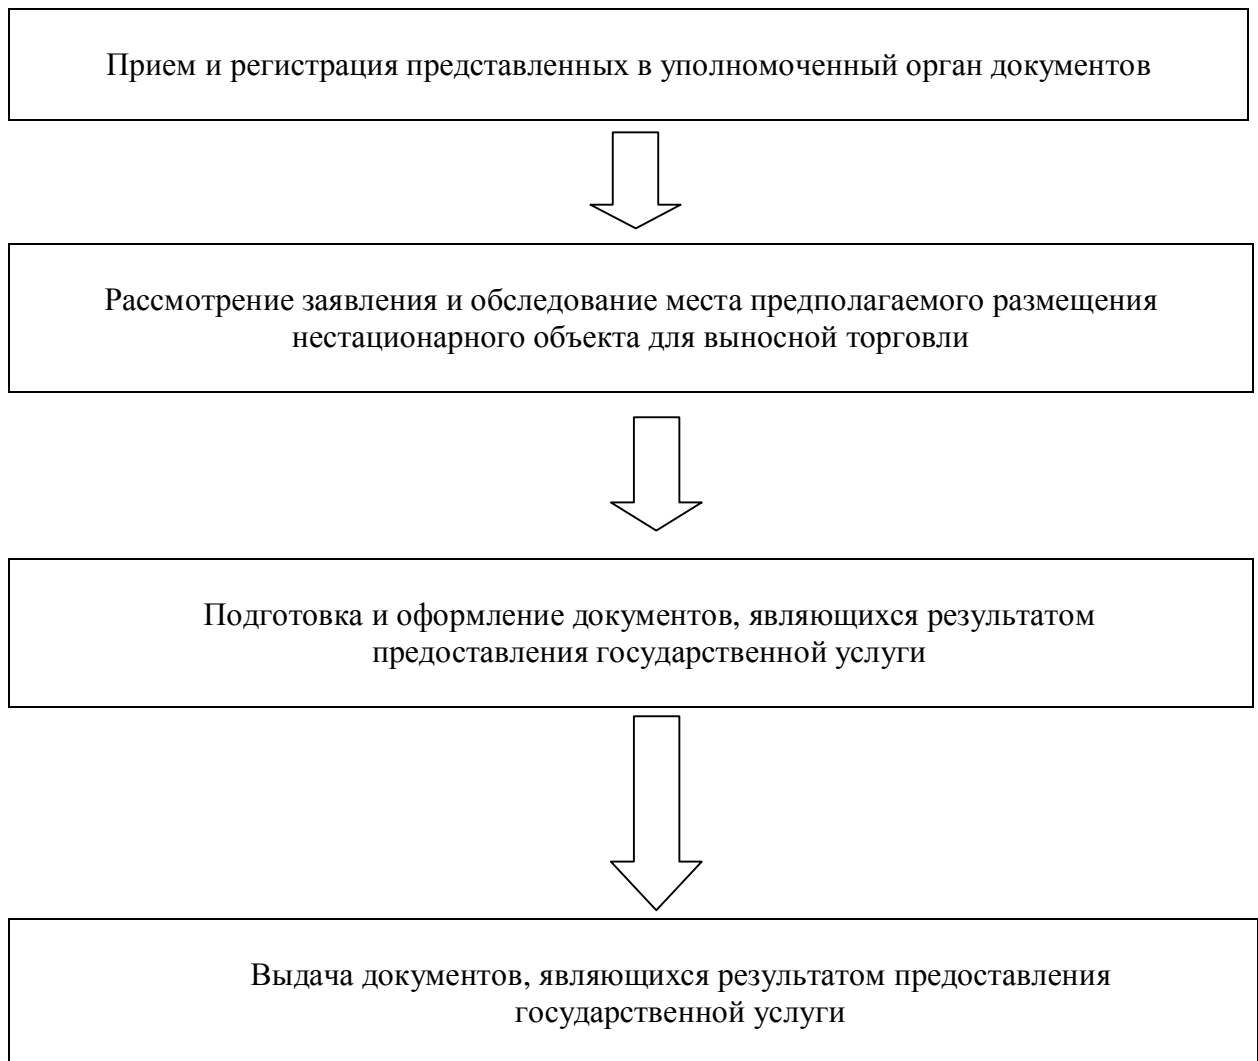 Прием и регистрация представленных в уполномоченный орган документов
Рассмотрение заявления и обследование места предполагаемого размещения
нестационарного объекта для выносной торговли
Подготовка и оформление документов, являющихся результатом
предоставления государственной услуги
Выдача документов, являющихся результатом предоставления
государственной услуги